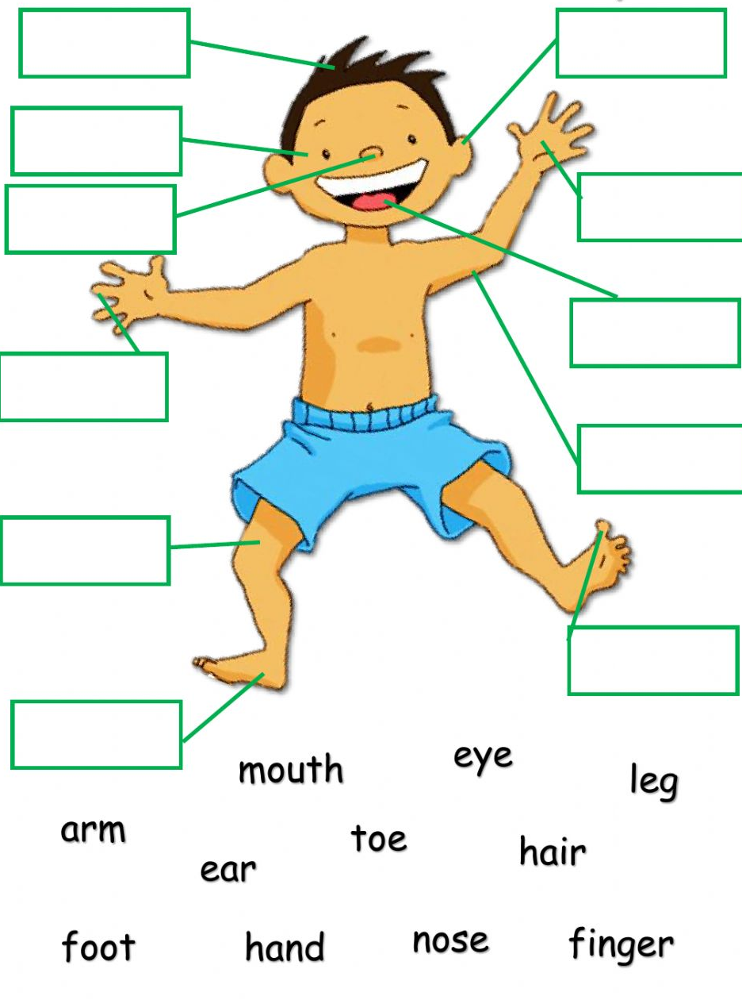 mouth
eye
leg
arm
toe
hair
ear
foot
hand
nose
finger